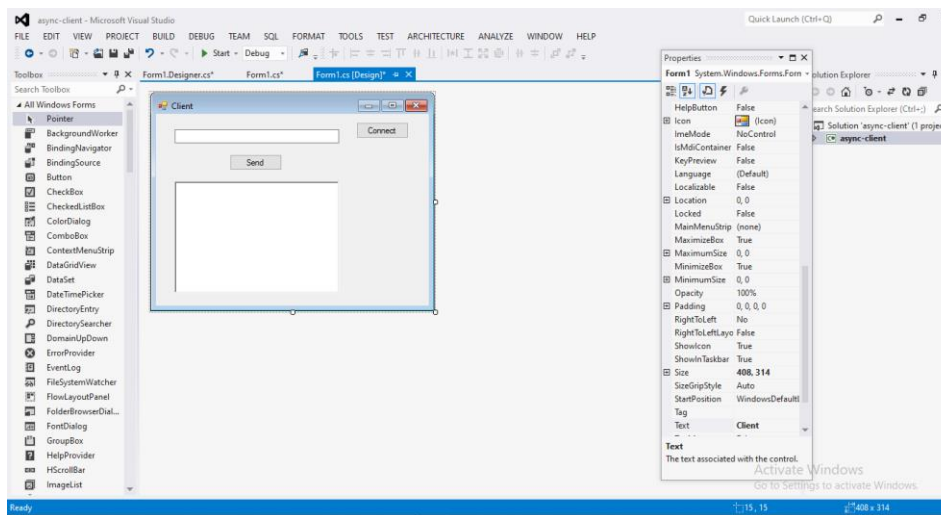 async-client - Microsoft Visual Studio
Quick Launch (Ctrl+Q)
FILE EDIT VIEW PROJECT BUILD DEBUG TEAM SQL FORMAT TOOLS TEST ARCHITECTURE ANALYZE WINDOW HELP
Start Debug
Toolbox
Search Toolbox
All Windows Forms
Pointer
BackgroundWorker
BindingNavigator
BindingSource
Button
CheckBox
CheckedListBox
ColorDialog
ComboBox
ContextMenuStrip
DataGridView
DataSet
DateTimePicker
DirectoryEntry
DirectorySearcher
DomainUpDown
ErrorProvider
EventLog
FileSystemWatcher
FlowLayoutPanel
FolderBrowserDial...
FontDialog
GroupBox
HelpProvider
HScrollBar
ImageList
Form1.Designer.cs* Form1.cs* Form1.cs [Design]*
Client
Connect
Send
Properties
Form1 System.Windows.Forms.Form
HelpButton False
Icon (Icon)
ImeMode NoControl
IsMdiContainer False
KeyPreview False
Language (Default)
Localizable False
Location 0, 0
Locked False
MainMenuStrip (none)
MaximizeBox True
MaximumSize 0, 0
MinimizeBox True
MinimumSize 0, 0
Opacity 100%
Padding 0, 0, 0, 0
RightToLeft No
RightToLeftLayo False
ShowIcon True
ShowInTaskbar True
Size 408, 314
SizeGripStyle Auto
StartPosition WindowsDefaultl
Tag
Text Client
Text
The text associated with the control.
olution Explorer
earch Solution Explorer (Ctrl+;)
Solution 'async-client' (1 proje
async-client
Activate Windows
Go to Settings to activate Windows.
Ready
15, 15
408 x 314